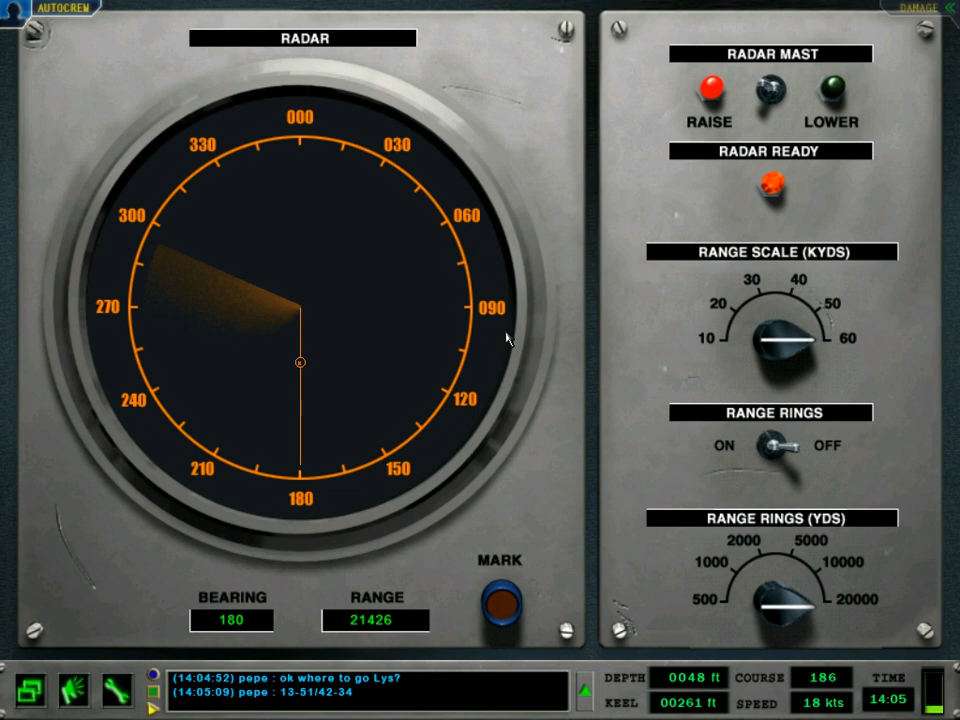 AUTOCREW
DAMAGE
RADAR
000
330
030
300
060
270
090
240
120
210
150
180
MARK
BEARING
RANGE
180
21426
RADAR MAST
RAISE
LOWER
RADAR READY
RANGE SCALE (KYDS)
30
40
20
50
10
60
RANGE RINGS
ON
OFF
RANGE RINGS (YDS)
2000
5000
1000
10000
500
20000
(14:04:52) pepe : ok where to go Lys?
(14:05:09) pepe : 13-51/42-34
DEPTH 0048 ft COURSE 186 TIME
KEEL 00261 ft SPEED 18 kts 14:05